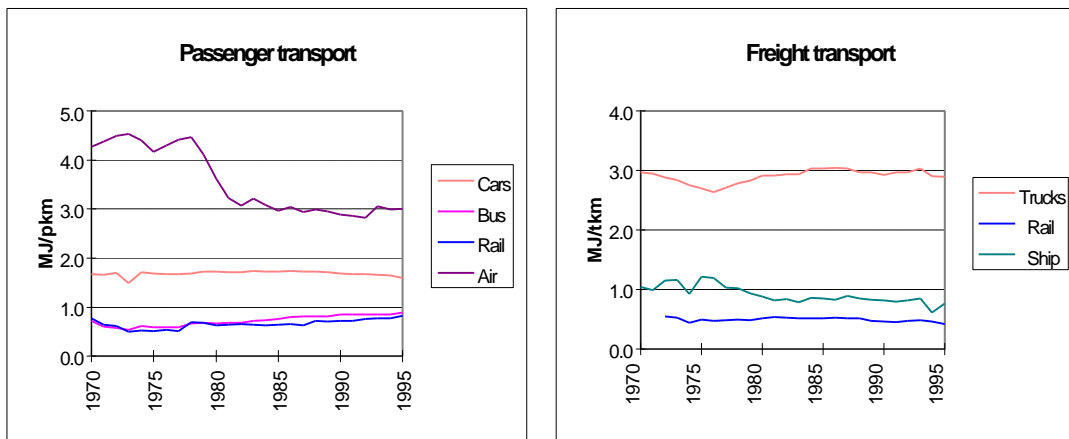 Passenger transport
5.0
4.0
3.0
2.0
1.0
0.0
MJ/pkm
1970
1975
1980
1985
1990
1995
Cars
Bus
Rail
Air
Freight transport
4.0
3.0
2.0
1.0
0.0
MJ/tkm
1970
1975
1980
1985
1990
1995
Trucks
Rail
Ship